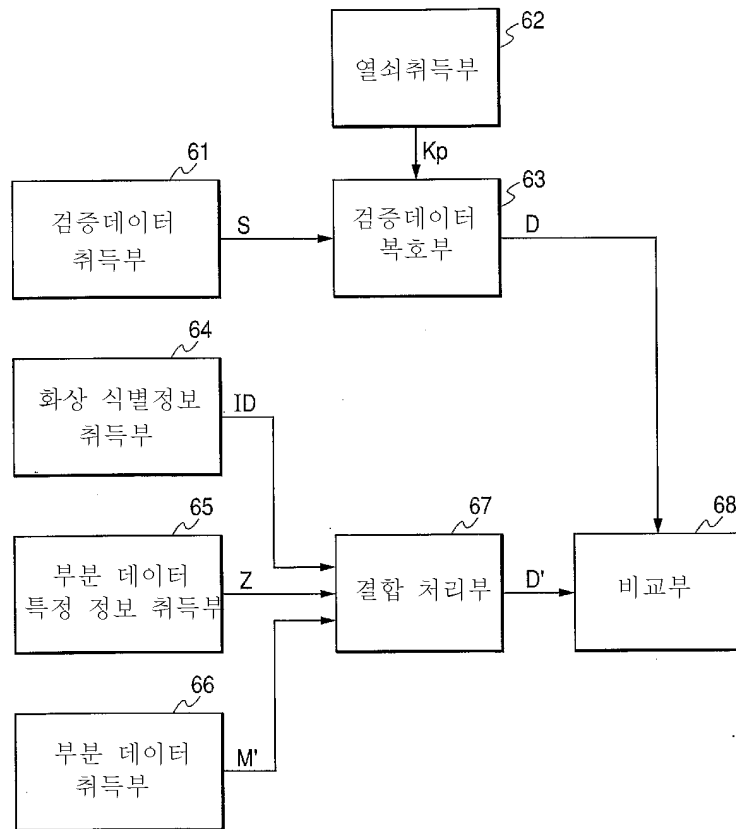 62
열쇠취득부
Kp
61
검증데이터
취득부
S
63
검증데이터
복호부
D
64
화상 식별정보
취득부
ID
65
부분 데이터
특정 정보 취득부
Z
67
결합 처리부
D'
68
비교부
66
부분 데이터
취득부
M'